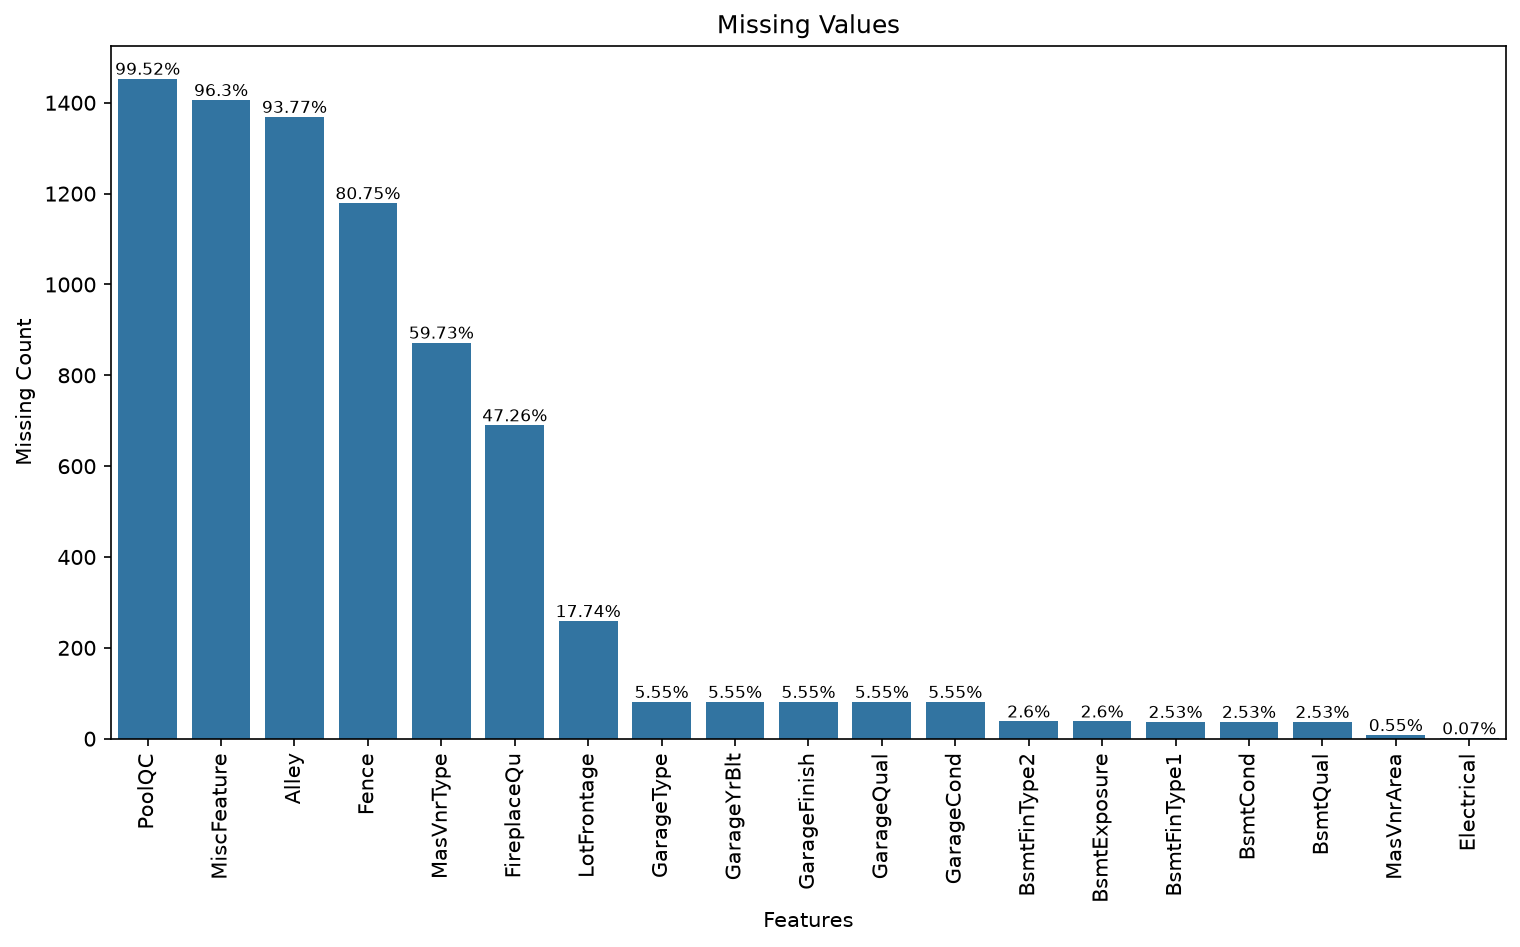 Missing Values
99.52%
96.3%
93.77%
80.75%
59.73%
47.26%
17.74%
5.55%
5.55%
5.55%
5.55%
5.55%
2.6%
2.6%
2.53%
2.53%
2.53%
0.55%
0.07%
1400
1200
1000
800
600
400
200
0
Missing Count
PoolQC
MiscFeature
Alley
Fence
MasVnrType
FireplaceQu
LotFrontage
GarageType
GarageYrBlt
GarageFinish
GarageQual
GarageCond
BsmtFinType2
BsmtExposure
BsmtFinType1
BsmtCond
BsmtQual
MasVnrArea
Electrical
Features